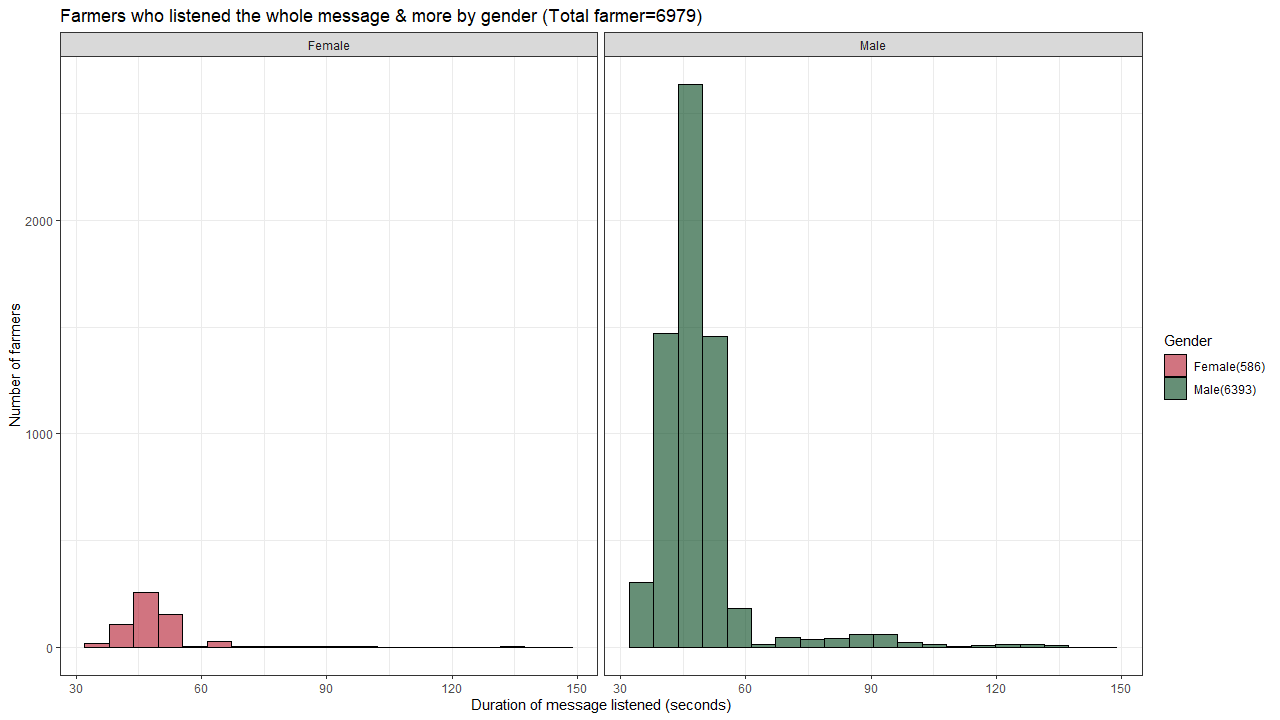 Farmers who listened the whole message & more by gender (Total farmer=6979)
Female
Male
Number of farmers
2000
1000
0
30 60 90 120 150
30 60 90 120 150
Duration of message listened (seconds)
Gender
Female(586)
Male(6393)